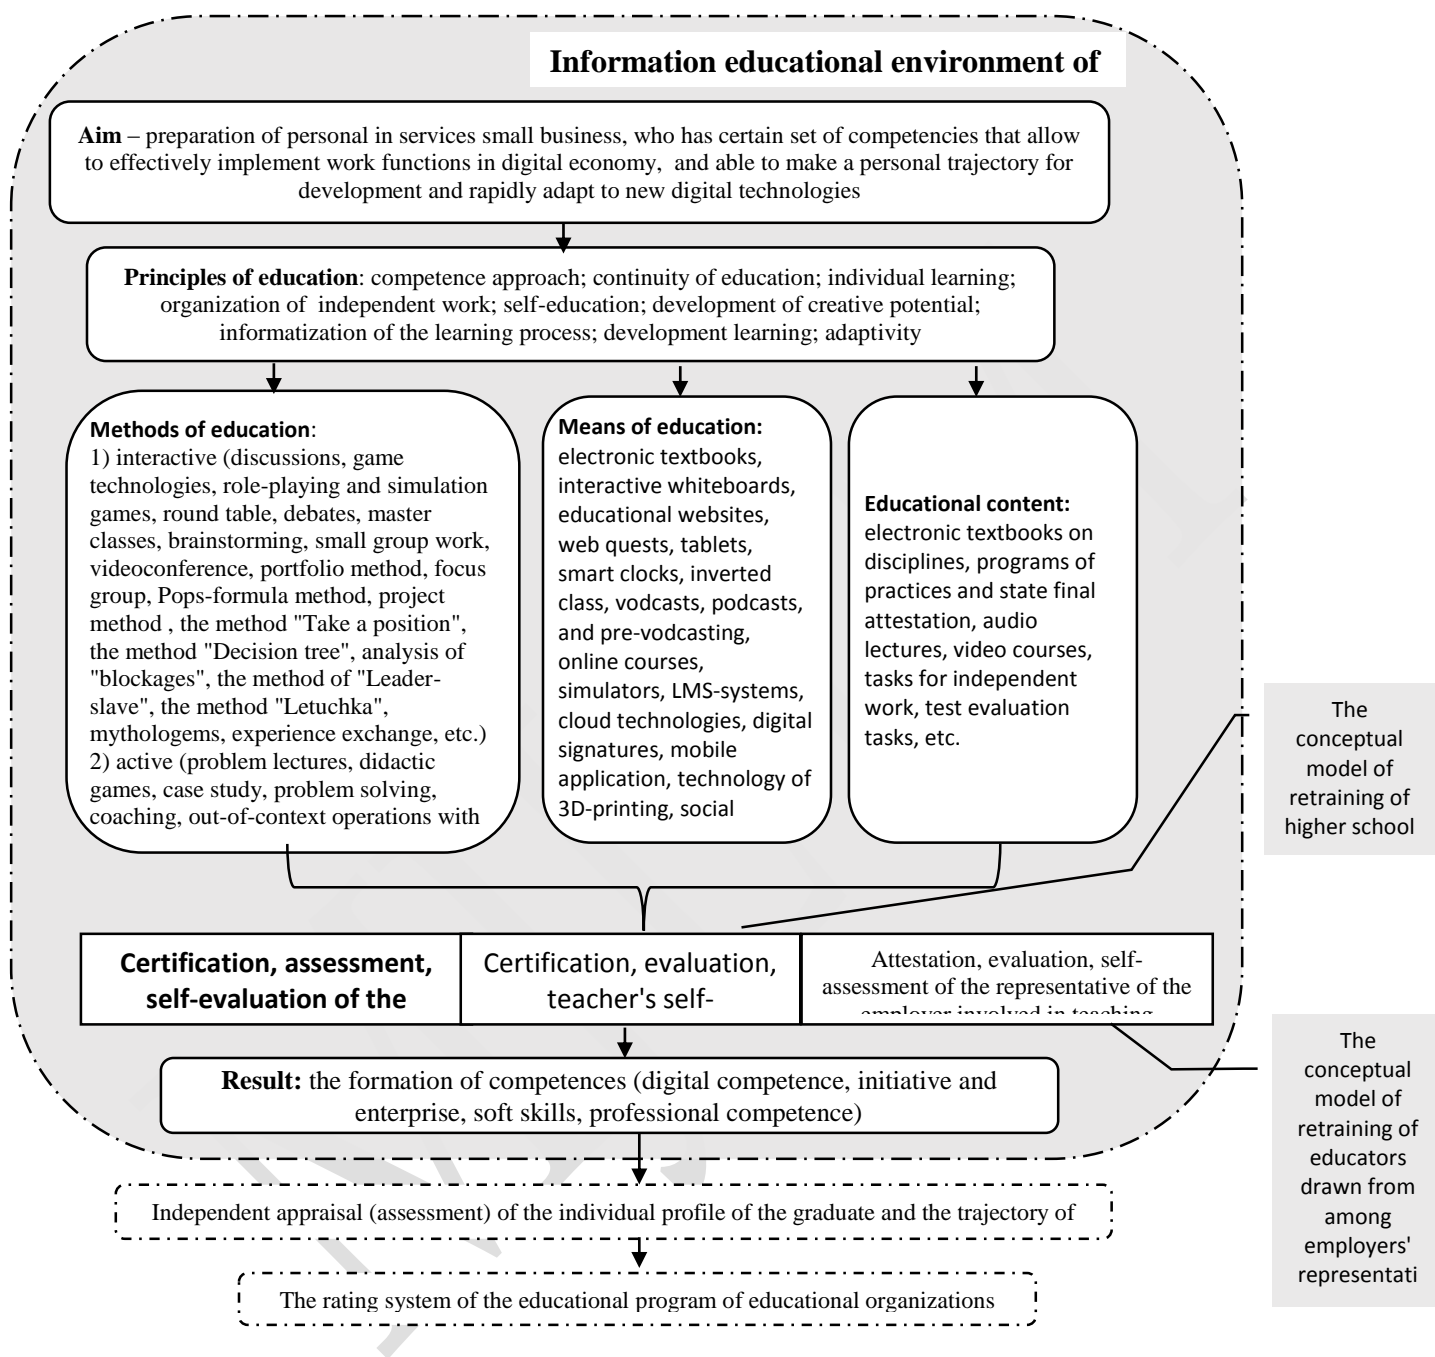 Information educational environment of
Aim – preparation of personal in services small business, who has certain set of competencies that allow
to effectively implement work functions in digital economy, and able to make a personal trajectory for
development and rapidly adapt to new digital technologies
Principles of education: competence approach; continuity of education; individual learning;
organization of independent work; self-education; development of creative potential;
informatization of the learning process; development learning; adaptivity
Methods of education:
1) interactive (discussions, game
technologies, role-playing and simulation
games, round table, debates, master
classes, brainstorming, small group work,
videoconference, portfolio method, focus
group, Pops-formula method, project
method , the method "Take a position",
the method "Decision tree", analysis of
"blockages", the method of "Leader-
slave", the method "Letuchka",
mythologems, experience exchange, etc.)
2) active (problem lectures, didactic
games, case study, problem solving,
coaching, out-of-context operations with
Means of education:
electronic textbooks,
interactive whiteboards,
educational websites,
web quests, tablets,
smart clocks, inverted
class, vodcasts, podcasts,
and pre-vodcasting,
online courses,
simulators, LMS-systems,
cloud technologies, digital
signatures, mobile
application, technology of
3D-printing, social
Educational content:
electronic textbooks on
disciplines, programs of
practices and state final
attestation, audio
lectures, video courses,
tasks for independent
work, test evaluation
tasks, etc.
The
conceptual
model of
retraining of
higher school
Certification, assessment,
self-evaluation of the
Certification, evaluation,
teacher's self-
Attestation, evaluation, self-
assessment of the representative of the
employer involved in teaching
The
conceptual
model of
retraining of
educators
drawn from
among
employers'
representati
Result: the formation of competences (digital competence, initiative and
enterprise, soft skills, professional competence)
Independent appraisal (assessment) of the individual profile of the graduate and the trajectory of
The rating system of the educational program of educational organizations